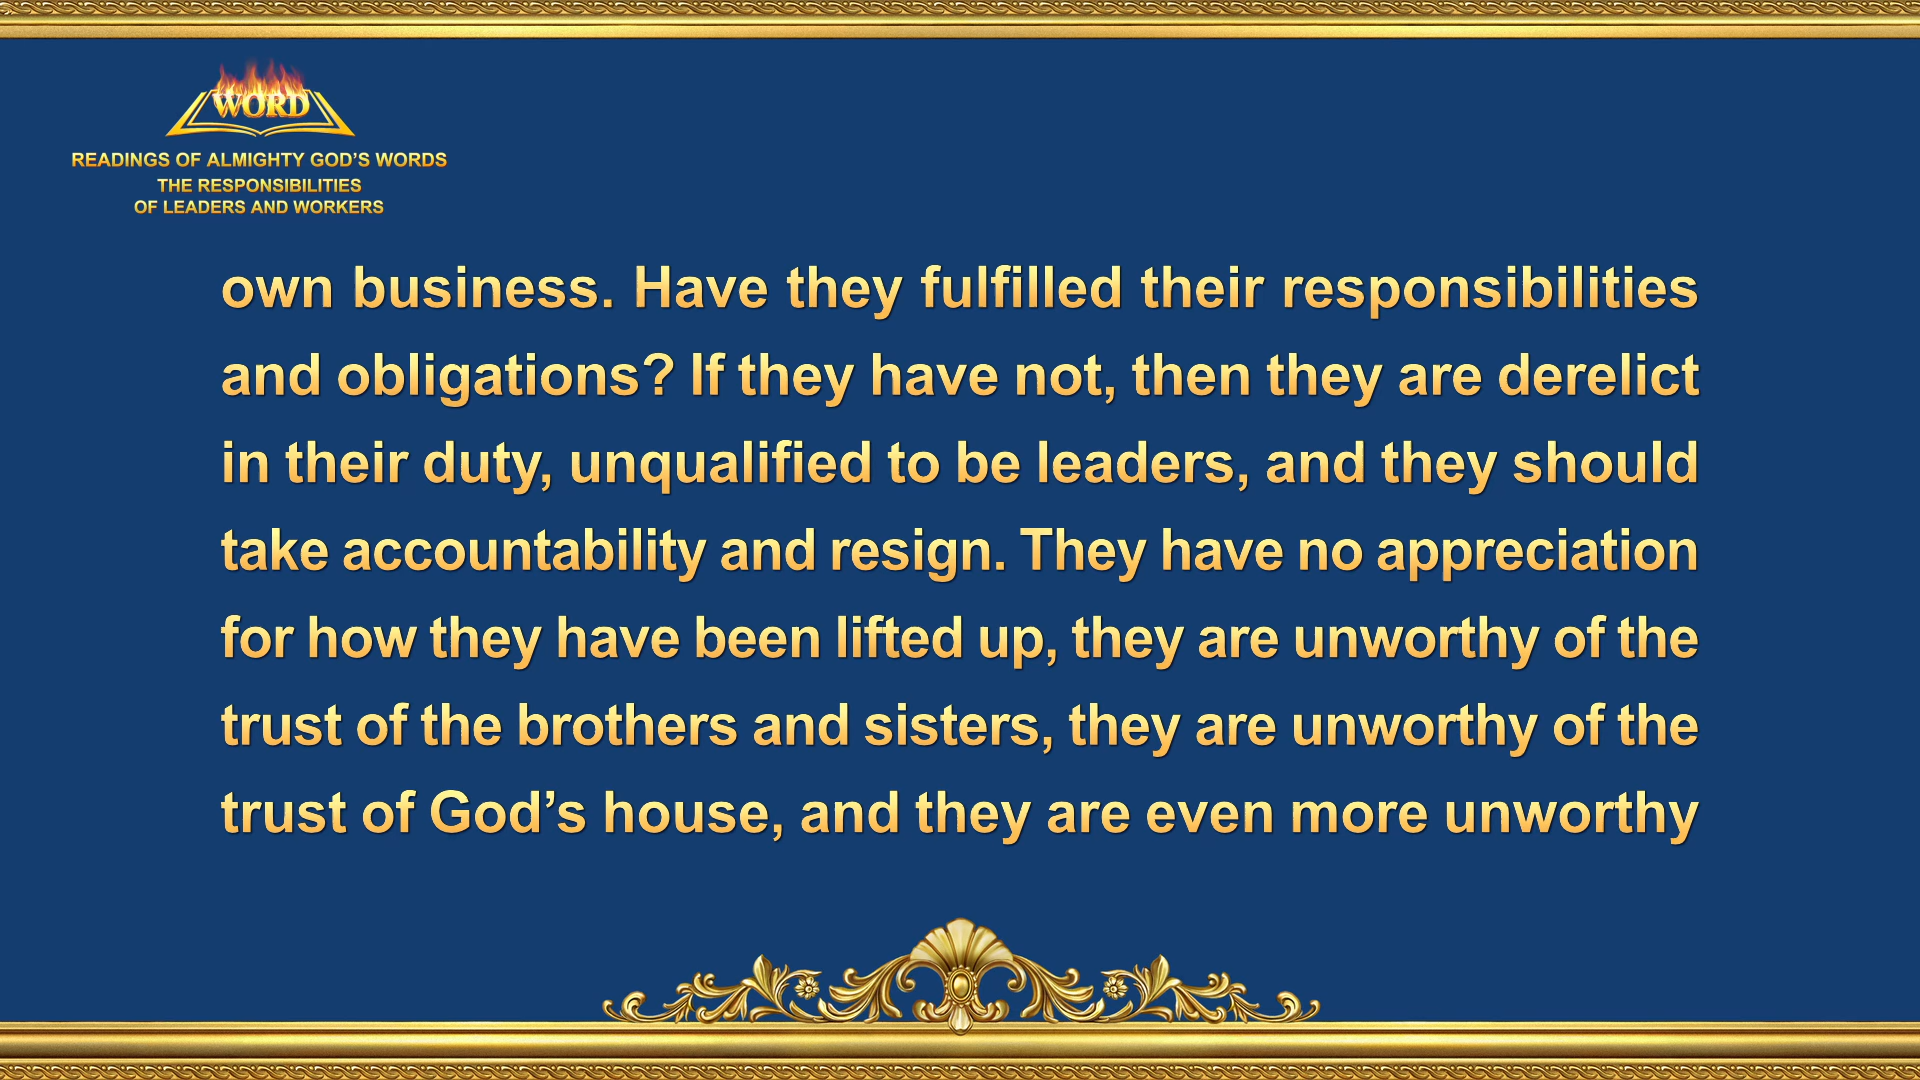 WORD
READINGS OF ALMIGHTY GOD’S WORDS
THE RESPONSIBILITIES
OF LEADERS AND WORKERS
own business. Have they fulfilled their responsibilities
and obligations? If they have not, then they are derelict
in their duty, unqualified to be leaders, and they should
take accountability and resign. They have no appreciation
for how they have been lifted up, they are unworthy of the
trust of the brothers and sisters, they are unworthy of the
trust of God’s house, and they are even more unworthy